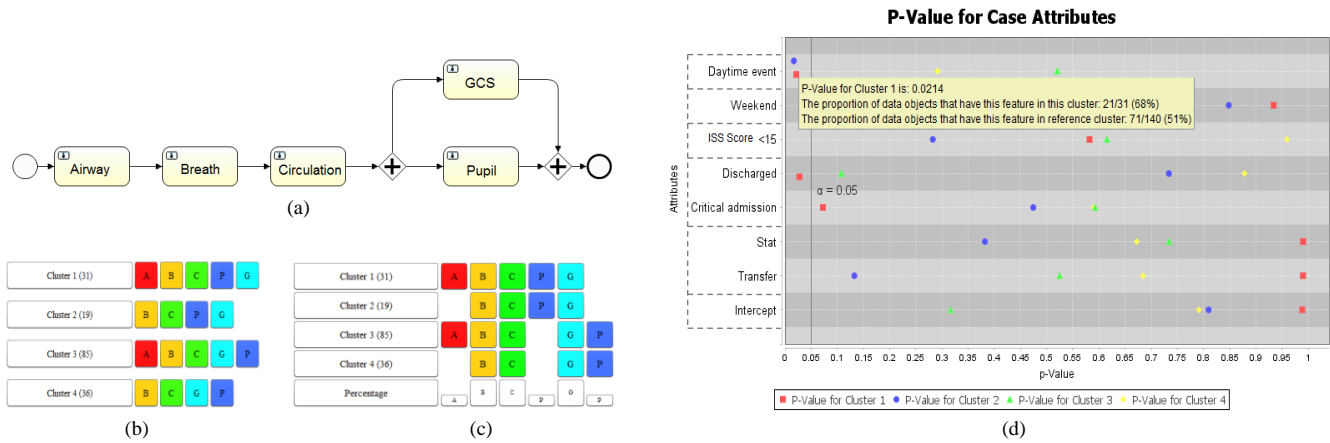 GCS
Airway
Breath
Circulation
Pupil
(a)
Cluster 1 (31) A B C P G
Cluster 2 (19) B C P G
Cluster 3 (85) A B C G P
Cluster 4 (36) B C G P
(b)
Cluster 1 (31) A B C P G
Cluster 2 (19) B C P G
Cluster 3 (85) A B C G P
Cluster 4 (36) B C G P
Percentage A B C P G P
(c)
P-Value for Case Attributes
Attributes
Daytime event
P-Value for Cluster 1 is: 0.0214
The proportion of data objects that have this feature in this cluster: 21/31 (68%)
The proportion of data objects that have this feature in reference cluster: 71/140 (51%)
Weekend
ISS Score <15
Discharged
α = 0.05
Critical admission
Stat
Transfer
Intercept
0 0.05 0.1 0.15 0.2 0.25 0.3 0.35 0.4 0.45 0.5 0.55 0.6 0.65 0.7 0.75 0.8 0.85 0.9 0.95 1
p-Value
P-Value for Cluster 1 P-Value for Cluster 2 P-Value for Cluster 3 P-Value for Cluster 4
(d)